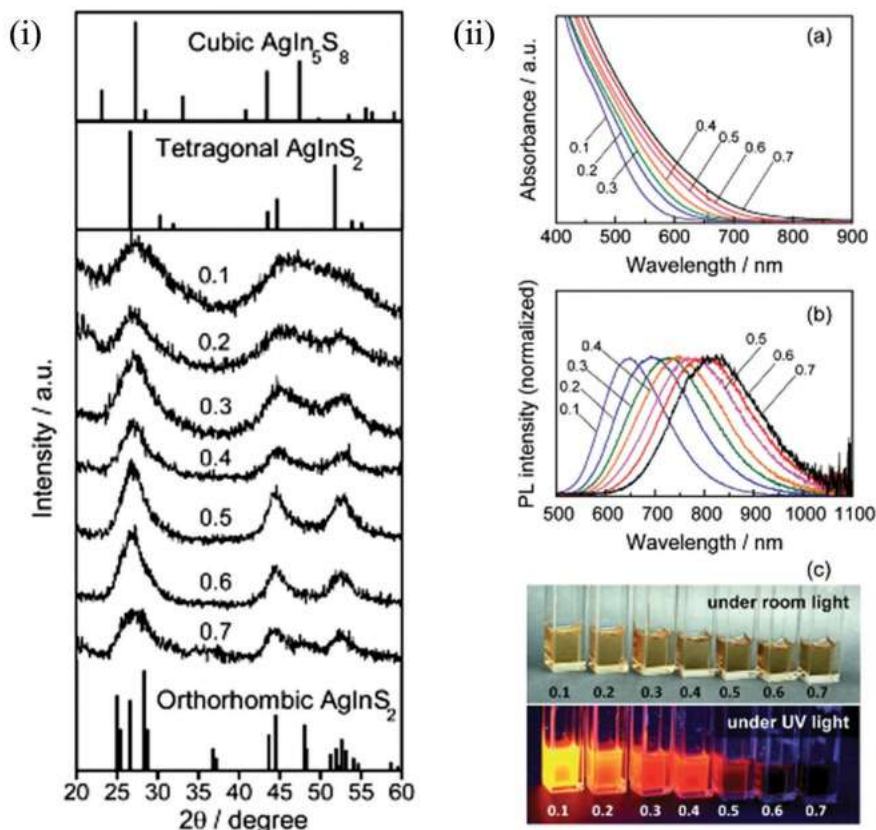 (i)
Cubic AgIn5S8
Tetragonal AgInS2
0.1
0.2
0.3
0.4
0.5
0.6
0.7
Orthorhombic AgInS2
Intensity / a.u.
20 25 30 35 40 45 50 55 60
2θ / degree
(ii)
(a)
Absorbance / a.u.
0.1
0.2
0.3
0.4
0.5
0.6
0.7
400 500 600 700 800 900
Wavelength / nm
(b)
PL intensity (normalized)
0.4
0.3
0.2
0.1
0.5
0.6
0.7
500 600 700 800 900 1000 1100
Wavelength / nm
(c)
under room light
0.1 0.2 0.3 0.4 0.5 0.6 0.7
under UV light
0.1 0.2 0.3 0.4 0.5 0.6 0.7